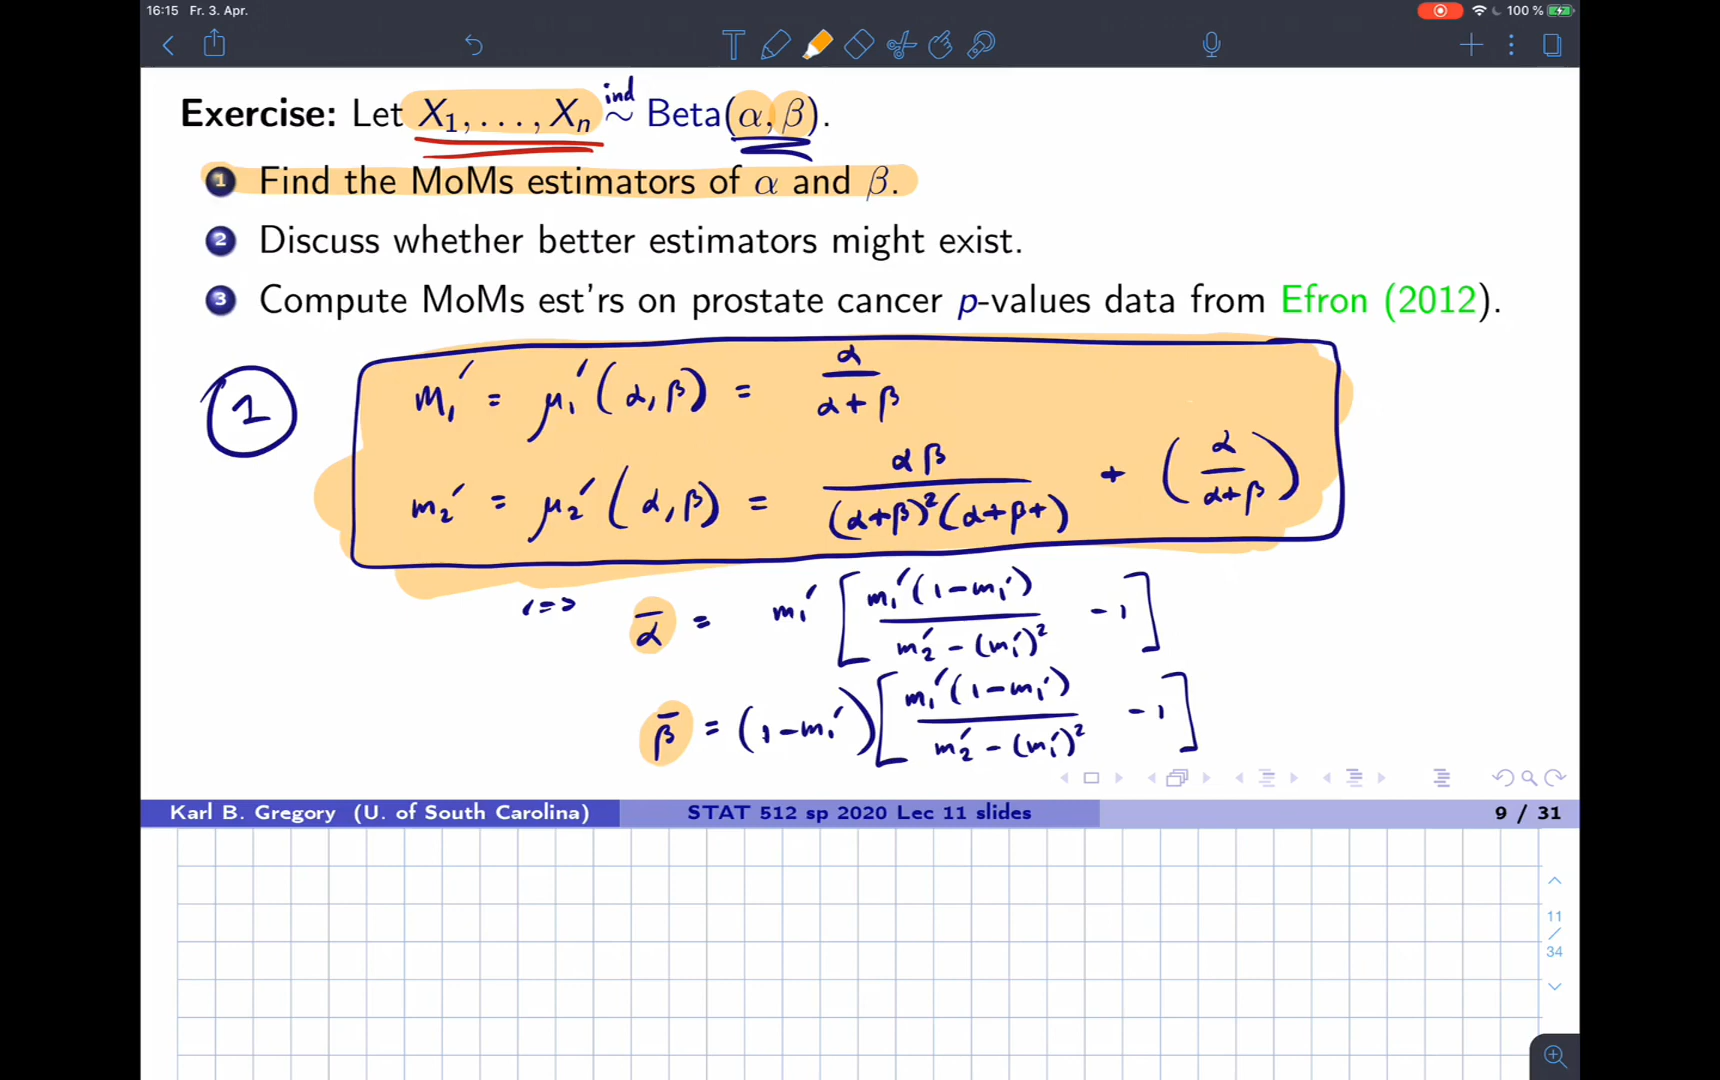 16:15 Fr. 3. Apr. 100 %
Exercise: Let X₁, . . . , Xₙ ind ∼ Beta(α, β).
1 Find the MoMs estimators of α and β.
2 Discuss whether better estimators might exist.
3 Compute MoMs est'rs on prostate cancer p-values data from Efron (2012).
1
m₁′ = μ₁′(α, β) = α / (α + β)
m₂′ = μ₂′(α, β) = αβ / ((α+β)²(α+β+)) + (α / (α+β))
<=> ᾱ = m₁′ [ m₁′(1−m₁′) / (m₂′ − (m₁′)²) − 1 ]
β̄ = (1−m₁′) [ m₁′(1−m₁′) / (m₂′ − (m₁′)²) − 1 ]
Karl B. Gregory (U. of South Carolina) STAT 512 sp 2020 Lec 11 slides 9 / 31
11
/
34